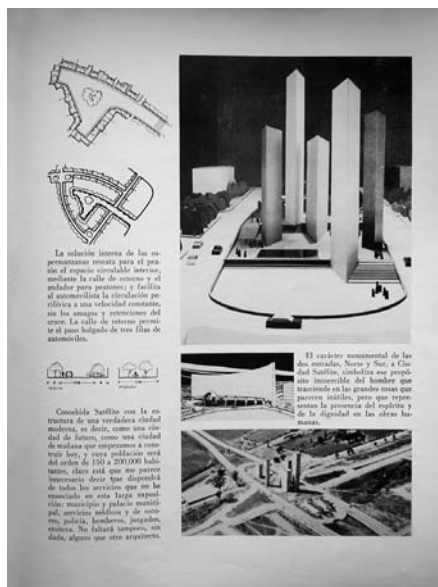 La solución interna de las su-
permanzanas rescata para el pea-
tón el espacio circulable interior,
mediante la calle de retorno y el
andador para peatones; y facilita
al automovilista la circulación pe-
riférica a una velocidad constante,
sin los amagos y retenciones del
cruce. La calle de retorno permi-
te el paso holgado de tres filas de
automóviles.
Concebida Satélite con la es-
tructura de una verdadera ciudad
moderna, es decir, como una ciu-
dad de futuro, como una ciudad
de mañana que empezamos a cons-
truir hoy, y cuya población será
del orden de 150 a 200,000 habi-
tantes, claro está que me parece
innecesario decir que dispondrá
de todos los servicios que no he
enunciado en esta larga exposi-
ción: municipio y palacio munici-
pal, servicios médicos y de soco-
rro, policía, bomberos, juzgados,
etcétera. No faltará tampoco, sin
duda, alguno que otro arquitecto.
El carácter monumental de las
dos entradas, Norte y Sur, a Ciu-
dad Satélite, simboliza ese propó-
sito incoercible del hombre que
trasciende en las grandes cosas que
parecen inútiles, pero que repre-
sentan la presencia del espíritu y
de la dignidad en las obras hu-
manas.